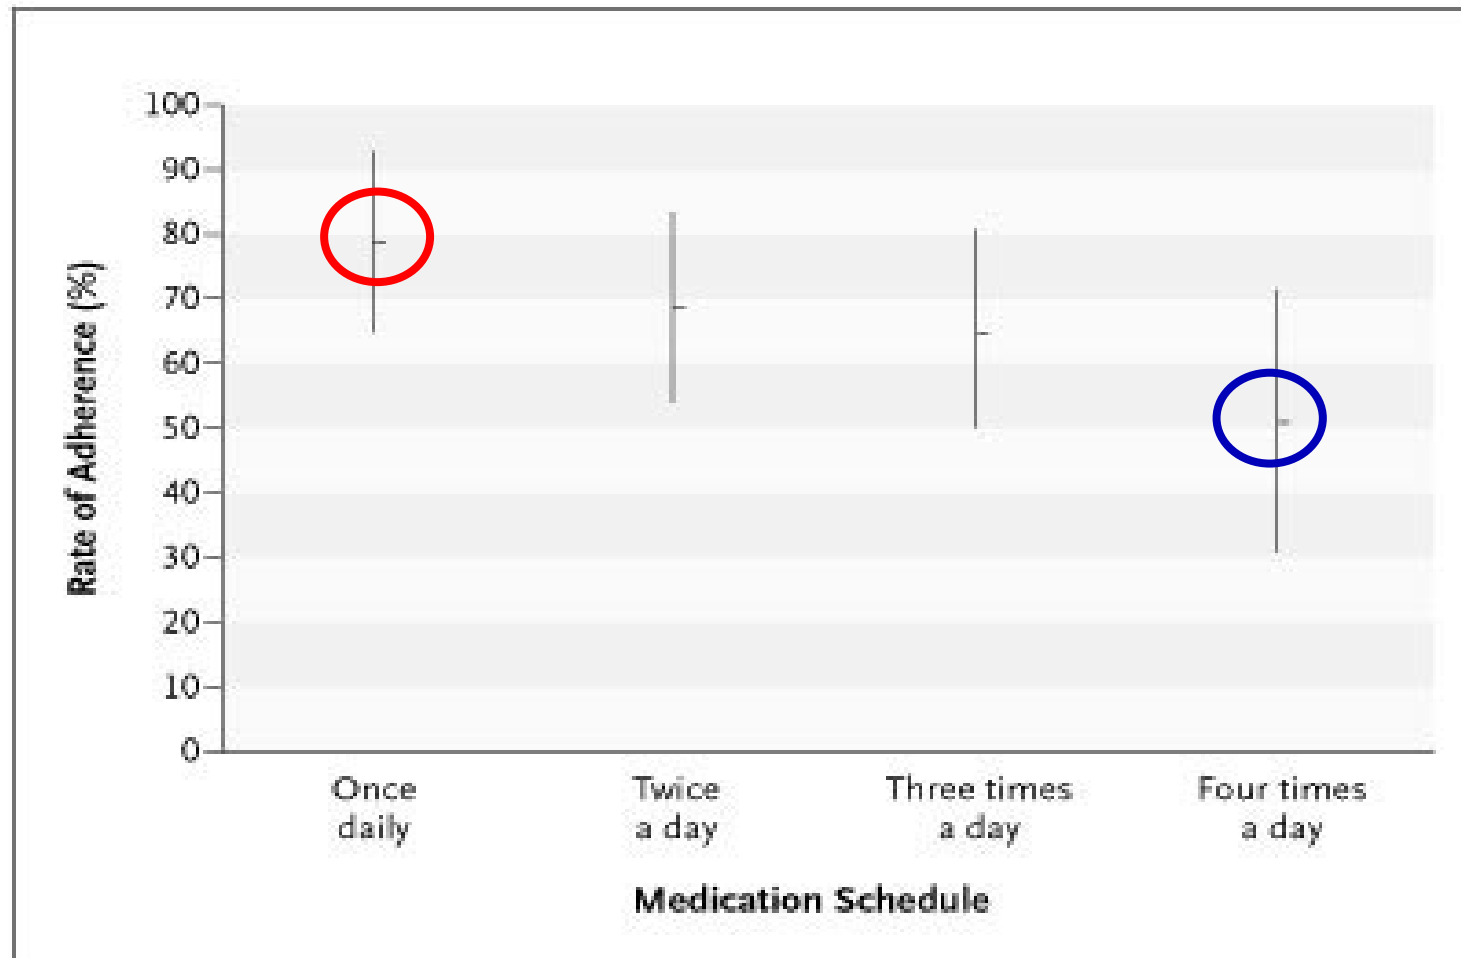 100
90
80
70
60
50
40
30
20
10
0
Rate of Adherence (%)
Once
daily
Twice
a day
Three times
a day
Four times
a day
Medication Schedule